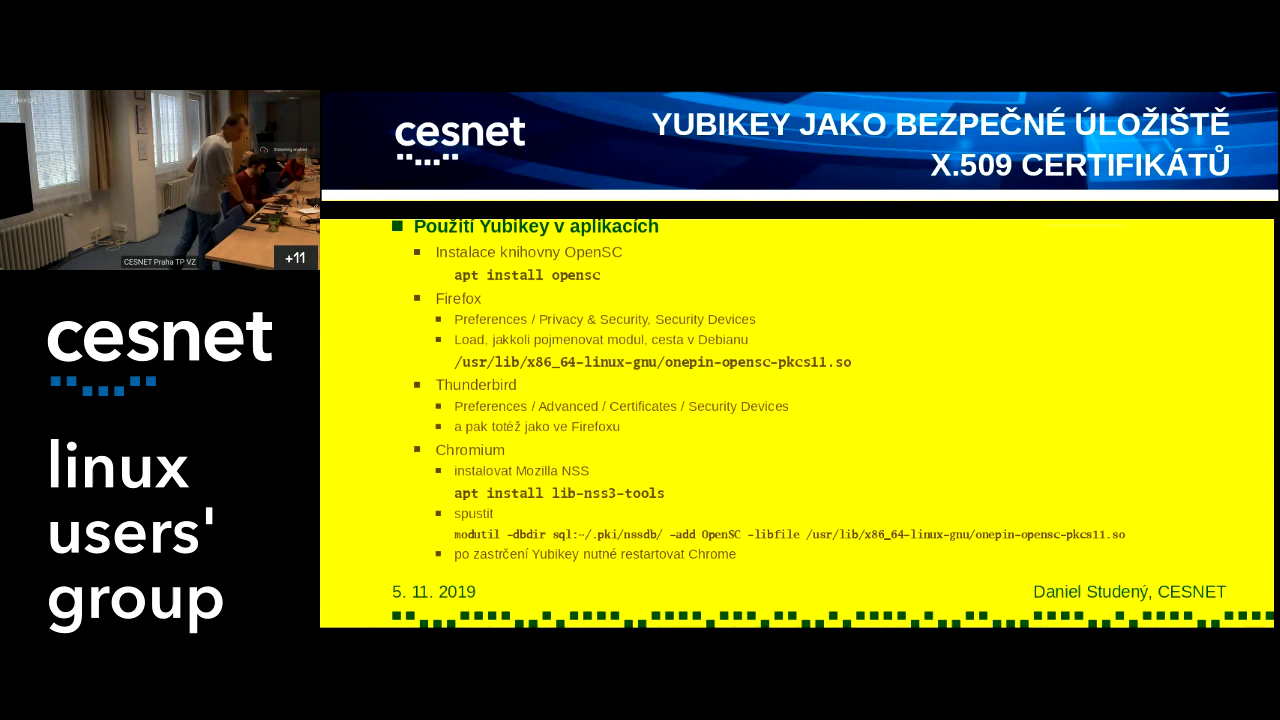 cesnet
YUBIKEY JAKO BEZPEČNÉ ÚLOŽIŠTĚ
X.509 CERTIFIKÁTŮ
Streaming enabled
CESNET Praha TP VZ
+11
cesnet
linux
users'
group
Použití Yubikey v aplikacích
Instalace knihovny OpenSC
apt install opensc
Firefox
Preferences / Privacy & Security, Security Devices
Load, jakkoli pojmenovat modul, cesta v Debianu
/usr/lib/x86_64-linux-gnu/onepin-opensc-pkcs11.so
Thunderbird
Preferences / Advanced / Certificates / Security Devices
a pak totéž jako ve Firefoxu
Chromium
instalovat Mozilla NSS
apt install lib-nss3-tools
spustit
modutil -dbdir sql:~/.pki/nssdb/ -add OpenSC -libfile /usr/lib/x86_64-linux-gnu/onepin-opensc-pkcs11.so
po zastrčení Yubikey nutné restartovat Chrome
5. 11. 2019
Daniel Studený, CESNET